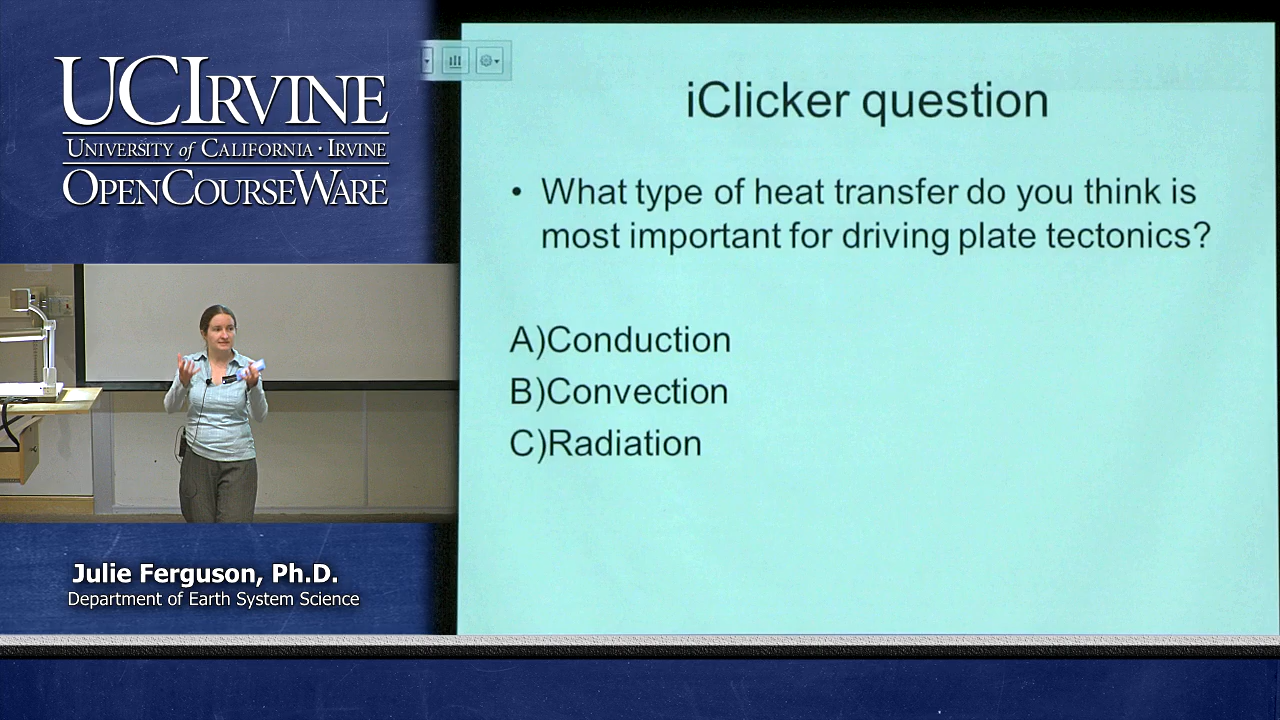 UCIRVINE
UNIVERSITY of CALIFORNIA · IRVINE
OPENCOURSEWARE
iClicker question
• What type of heat transfer do you think is
most important for driving plate tectonics?
A)Conduction
B)Convection
C)Radiation
Julie Ferguson, Ph.D.
Department of Earth System Science